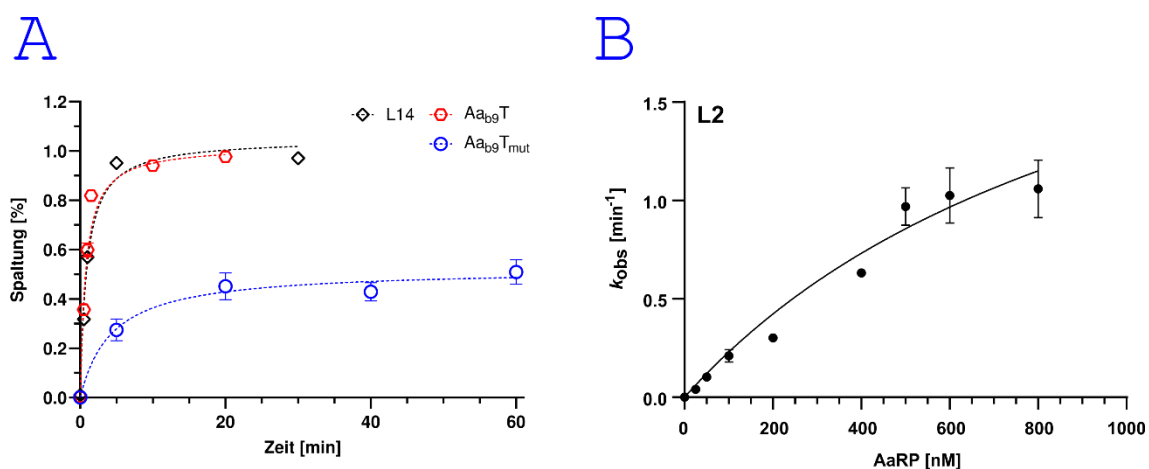 A
1.2
1.0
0.8
0.6
0.4
0.2
0.0
Spaltung [%]
L14
Aab9T
Aab9Tmut
0
20
40
60
Zeit [min]
B
L2
1.5
1.0
0.5
0.0
kobs [min-1]
0
200
400
600
800
1000
AaRP [nM]